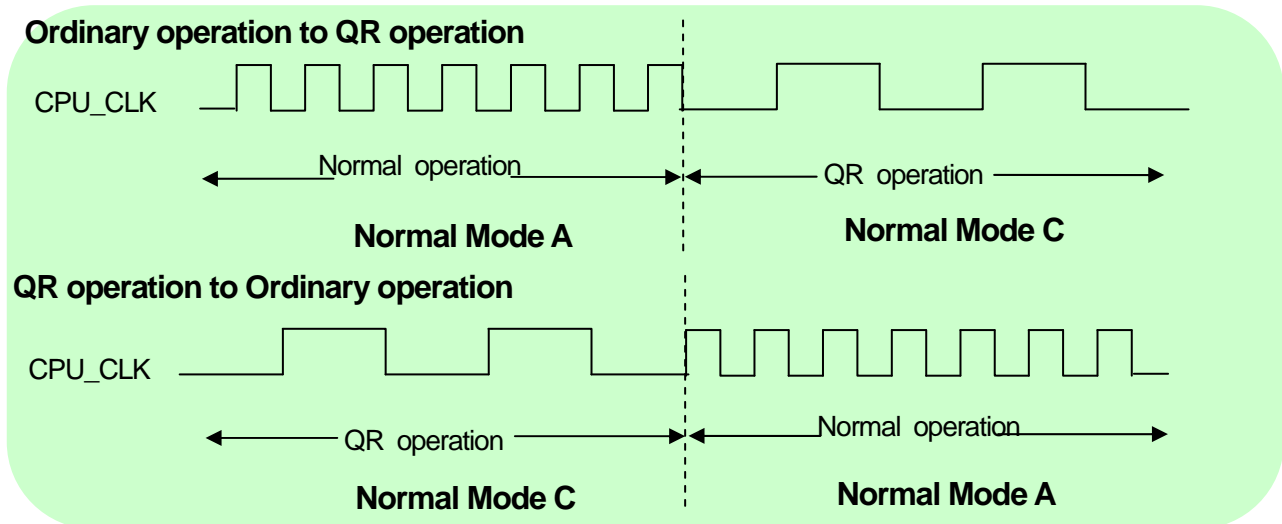 Ordinary operation to QR operation
CPU_CLK
Normal operation
QR operation
Normal Mode A
Normal Mode C
QR operation to Ordinary operation
CPU_CLK
QR operation
Normal operation
Normal Mode C
Normal Mode A